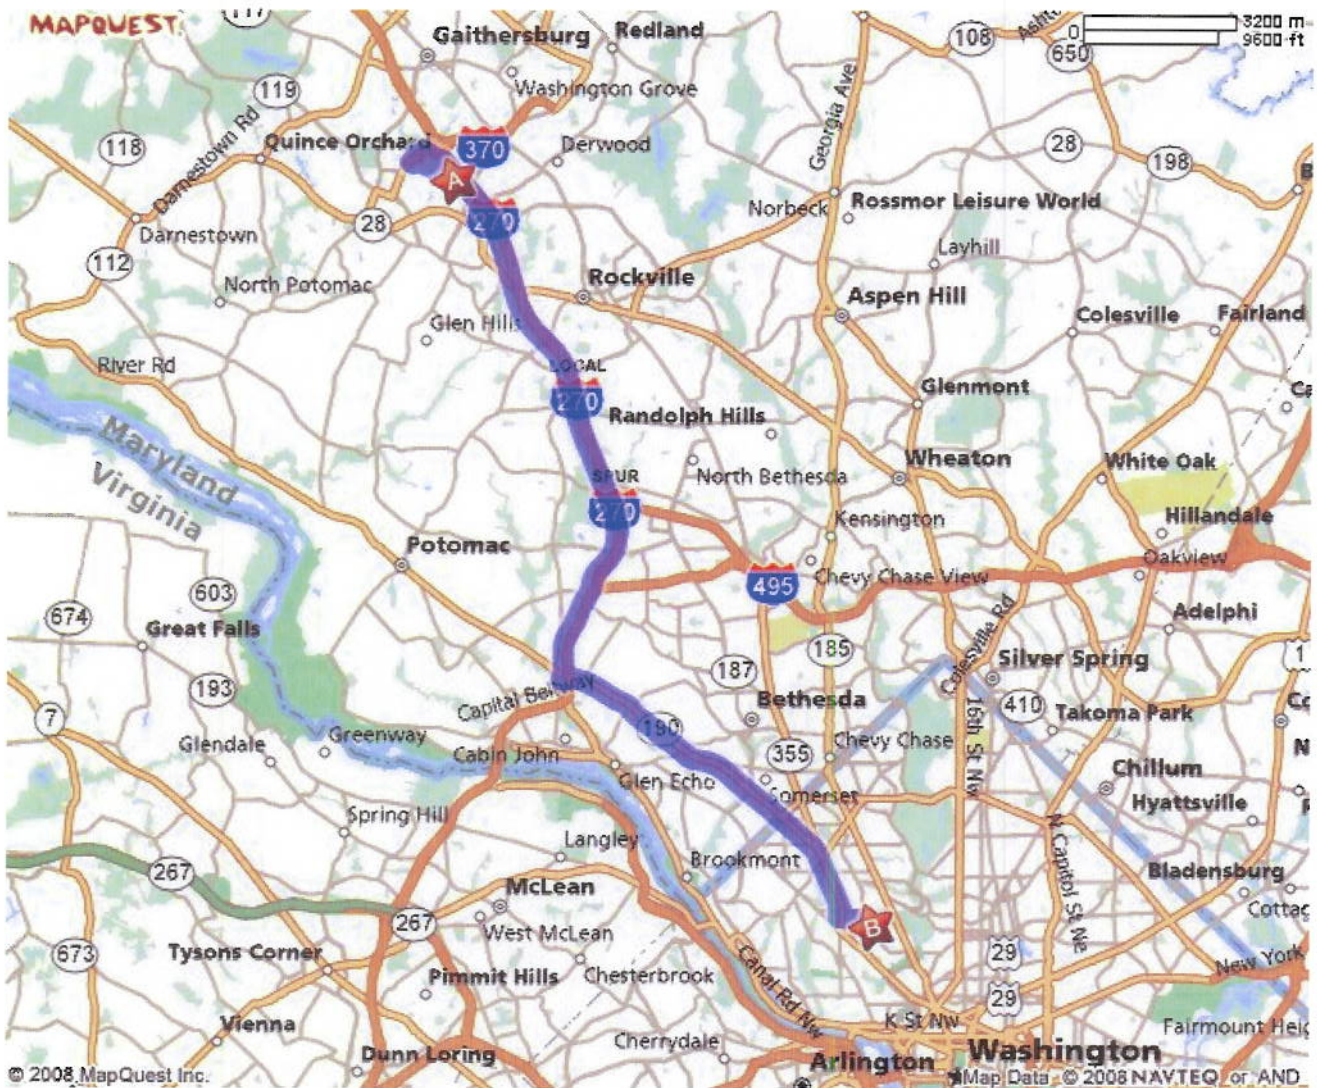 MAPQUEST.
117
Gaithersburg
Redland
108
650
3200 m
0
9600 ft
Washington Grove
119
Georgia Ave
118
Darnestown Rd
Quince Orchard
370
Derwood
28
198
A
Norbeck
Rossmor Leisure World
28
270
Darnestown
Layhill
112
North Potomac
Rockville
Aspen Hill
Colesville
Fairland
Glen Hills
River Rd
LOCAL
270
Glenmont
Randolph Hills
Maryland
Virginia
Wheaton
White Oak
SPUR
North Bethesda
270
Kensington
Hillandale
Potomac
Oakview
495
Chevy Chase View
603
674
Great Falls
Adelphi
Colesville Rd
185
1
187
Silver Spring
193
Capital Beltway
Bethesda
410
Takoma Park
7
190
16th St Nw
Glendale
Greenway
Cabin John
355
Chevy Chase
Glen Echo
Chillum
Somerset
Hyattsville
Spring Hill
Langley
N Capitol St Ne
Brookmont
Bladensburg
267
McLean
267
B
West McLean
673
Tysons Corner
29
New York
Pimmit Hills
Chesterbrook
Canal Rd Nw
29
Vienna
K St Nw
Cherrydale
Dunn Loring
Arlington
Washington
© 2008 MapQuest Inc.
Map Data © 2008 NAVTEQ or AND